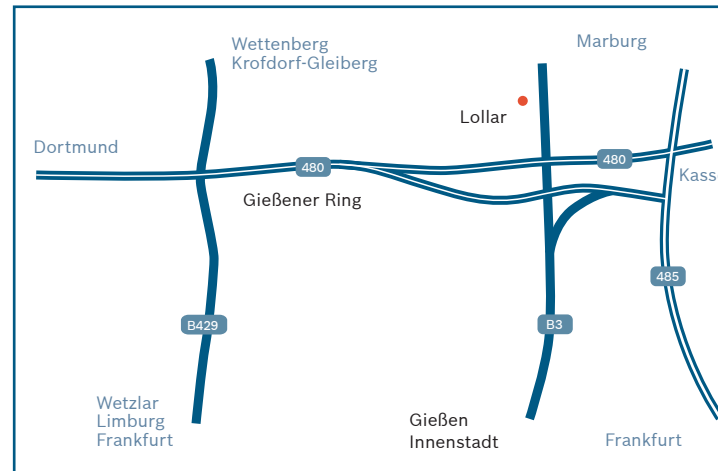 Wettenberg
Krofdorf-Gleiberg
Marburg
Lollar
Dortmund
480
480
Kass
Gießener Ring
485
B429
B3
Wetzlar
Limburg
Frankfurt
Gießen
Innenstadt
Frankfurt